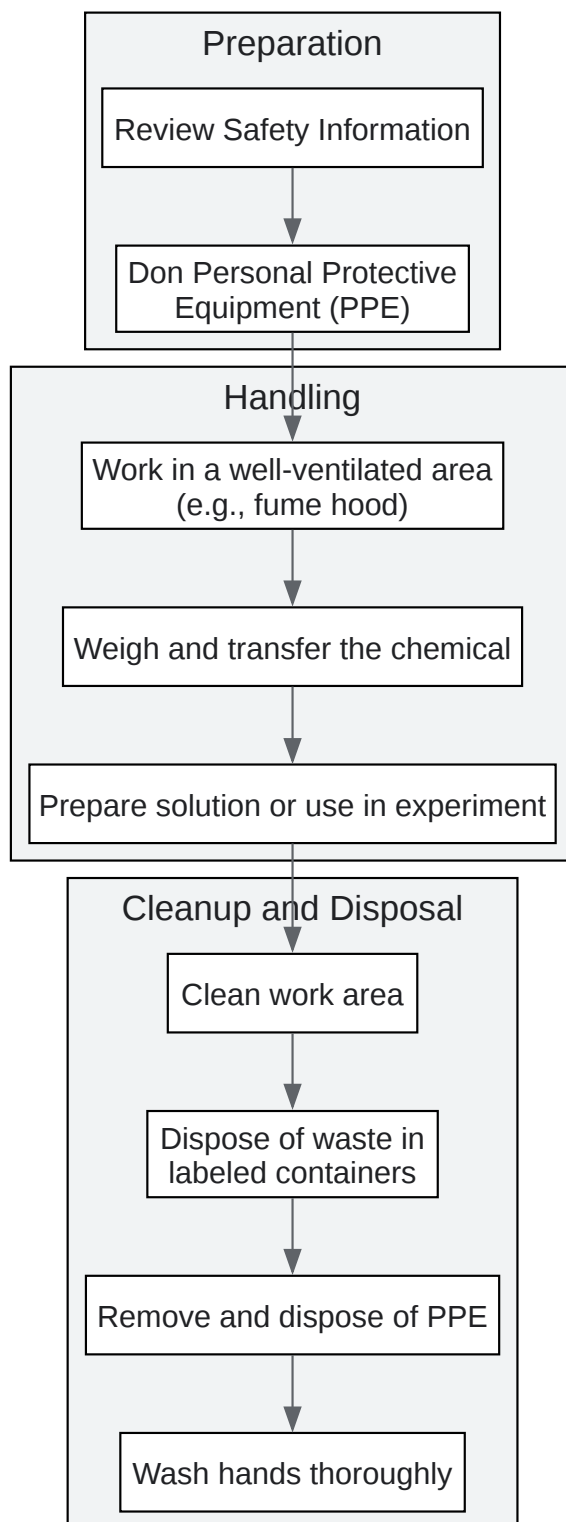 Preparation
Review Safety Information
Don Personal Protective
Equipment (PPE)
Handling
Work in a well-ventilated area
(e.g., fume hood)
Weigh and transfer the chemical
Prepare solution or use in experiment
Cleanup and Disposal
Clean work area
Dispose of waste in
labeled containers
Remove and dispose of PPE
Wash hands thoroughly